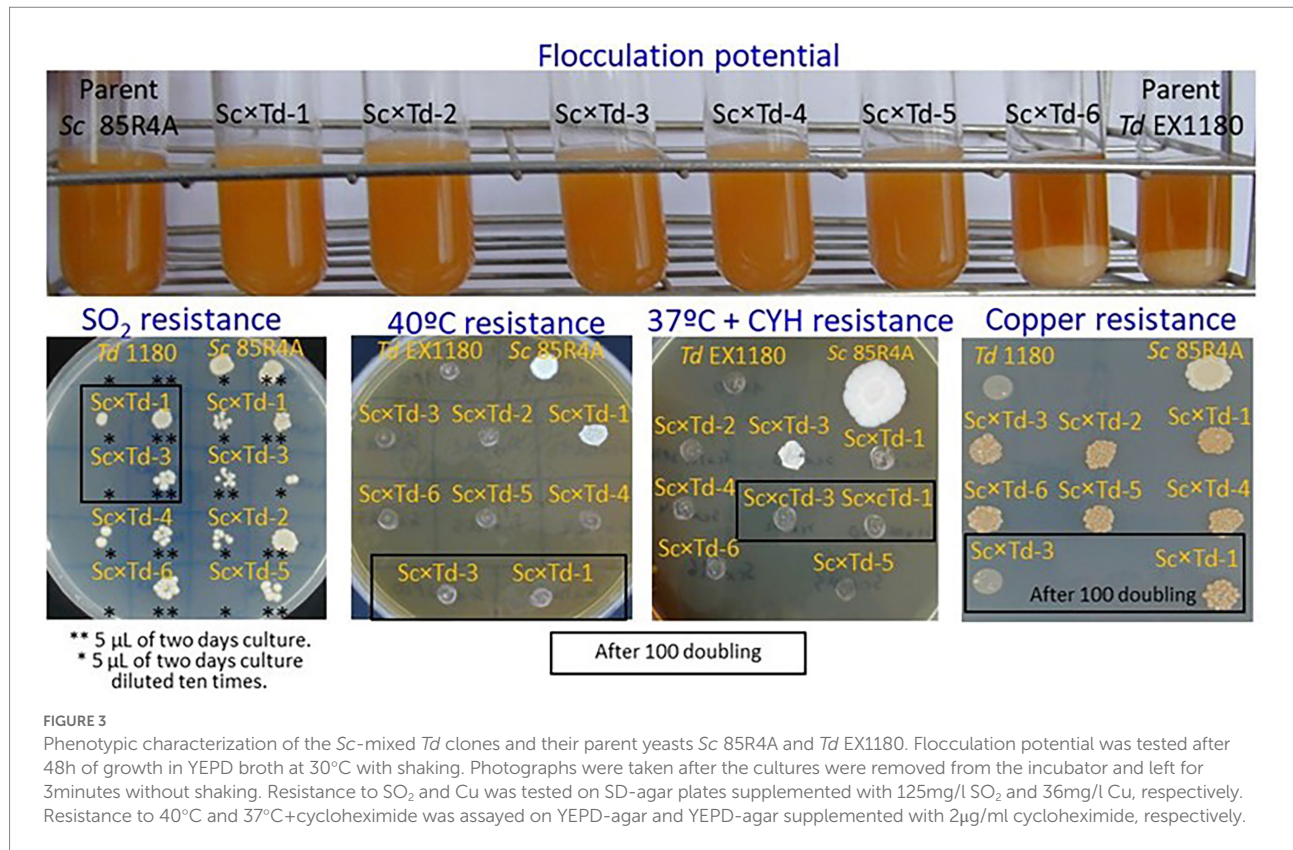 Flocculation potential
Parent
Sc 85R4A
Sc×Td-1
Sc×Td-2
Sc×Td-3
Sc×Td-4
Sc×Td-5
Sc×Td-6
Parent
Td EX1180
SO₂ resistance
Td 1180 Sc 85R4A
* ** * **
Sc×Td-1 Sc×Td-1
* ** * **
Sc×Td-3 Sc×Td-3
* ** ** *
Sc×Td-4 Sc×Td-2
* ** * **
Sc×Td-6 Sc×Td-5
* ** * **
** 5 µL of two days culture.
* 5 µL of two days culture
diluted ten times.
40ºC resistance
Td EX1180 Sc 85R4A
Sc×Td-3 Sc×Td-2 Sc×Td-1
Sc×Td-6 Sc×Td-5 Sc×Td-4
Sc×Td-3 Sc×Td-1
37ºC + CYH resistance
Td EX1180 Sc 85R4A
Sc×Td-2 Sc×Td-3 Sc×Td-1
Sc×Td-4 Sc×cTd-3 Sc×cTd-1
Sc×Td-6 Sc×Td-5
After 100 doubling
Copper resistance
Td 1180 Sc 85R4A
Sc×Td-3 Sc×Td-2 Sc×Td-1
Sc×Td-6 Sc×Td-5 Sc×Td-4
Sc×Td-3 Sc×Td-1
After 100 doubling
FIGURE 3
Phenotypic characterization of the Sc-mixed Td clones and their parent yeasts Sc 85R4A and Td EX1180. Flocculation potential was tested after
48h of growth in YEPD broth at 30°C with shaking. Photographs were taken after the cultures were removed from the incubator and left for
3minutes without shaking. Resistance to SO₂ and Cu was tested on SD-agar plates supplemented with 125mg/l SO₂ and 36mg/l Cu, respectively.
Resistance to 40°C and 37°C+cycloheximide was assayed on YEPD-agar and YEPD-agar supplemented with 2µg/ml cycloheximide, respectively.